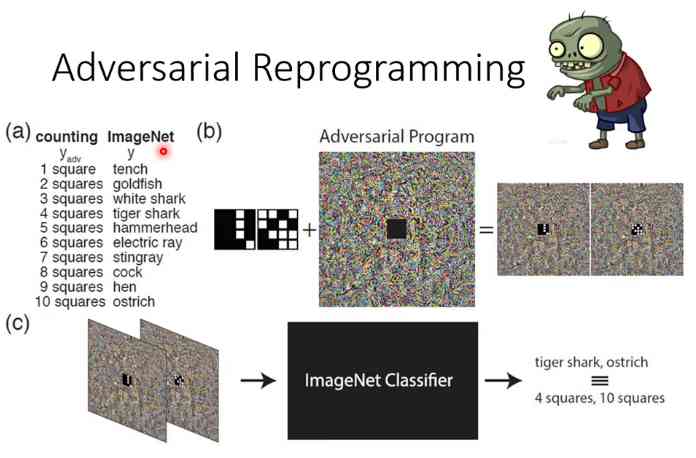 Adversarial Reprogramming
(a) counting ImageNet
y_adv y
1 square tench
2 squares goldfish
3 squares white shark
4 squares tiger shark
5 squares hammerhead
6 squares electric ray
7 squares stingray
8 squares cock
9 squares hen
10 squares ostrich
(b)
Adversarial Program
+ =
(c)
ImageNet Classifier
tiger shark, ostrich
≡
4 squares, 10 squares